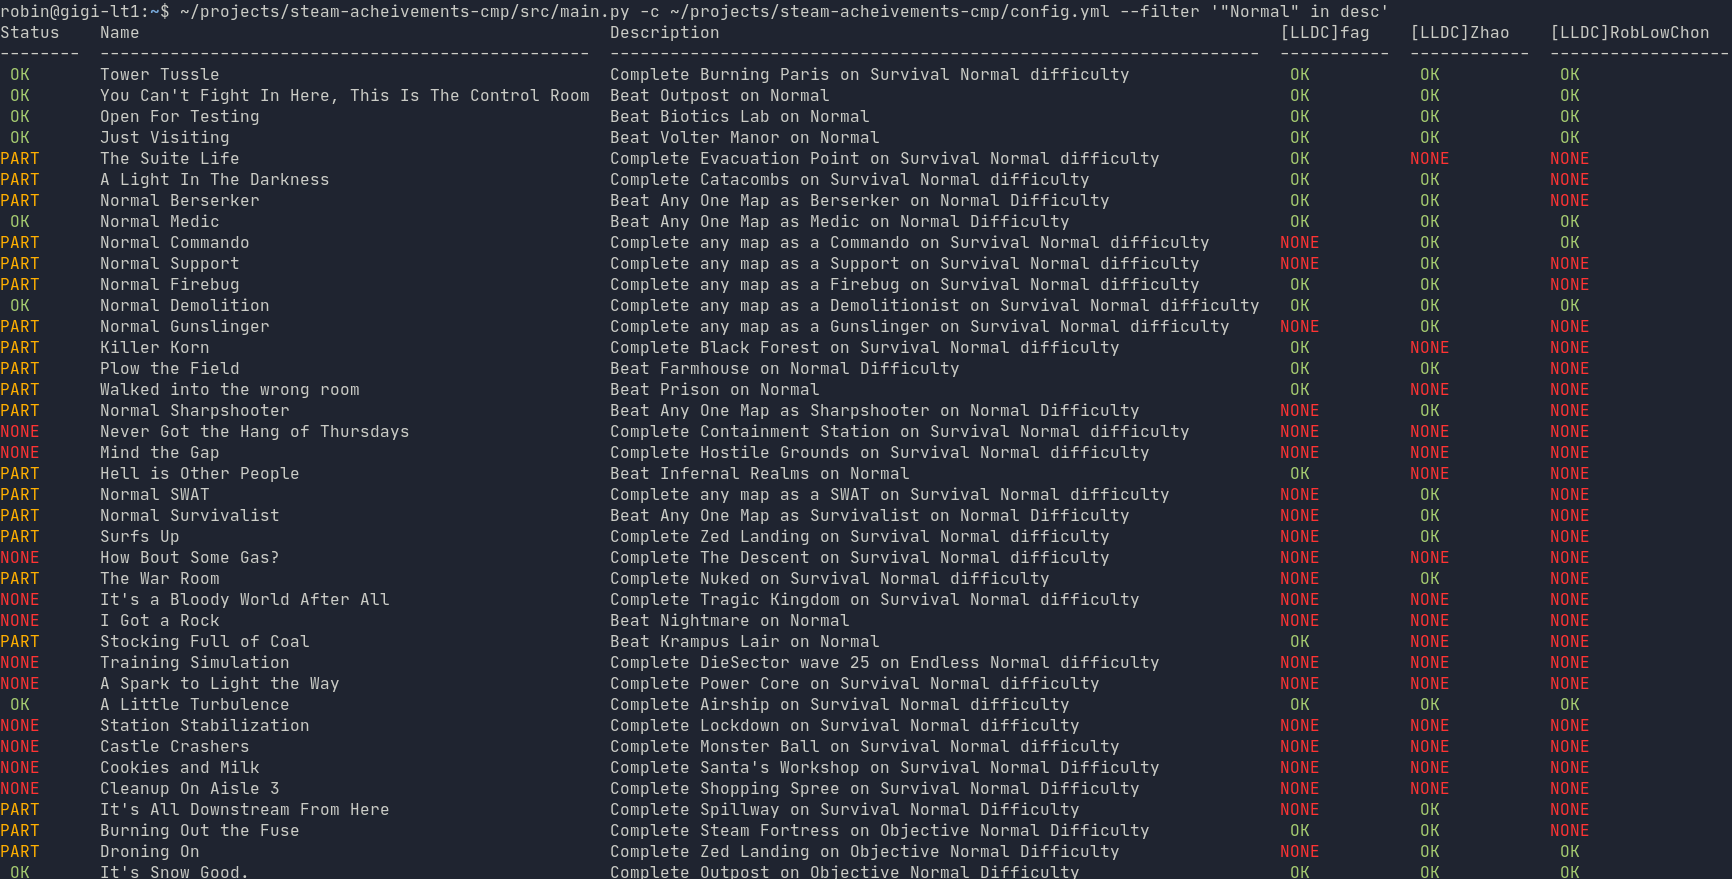 robin@gigi-lt1:~$ ~/projects/steam-acheivements-cmp/src/main.py -c ~/projects/steam-acheivements-cmp/config.yml --filter '"Normal" in desc'
Status Name Description [LLDC]fag [LLDC]Zhao [LLDC]RobLowChon
-------- ------------------------------------------------- ----------------------------------------------------------------- ----------- ------------ ------------------
OK Tower Tussle Complete Burning Paris on Survival Normal difficulty OK OK OK
OK You Can't Fight In Here, This Is The Control Room Beat Outpost on Normal OK OK OK
OK Open For Testing Beat Biotics Lab on Normal OK OK OK
OK Just Visiting Beat Volter Manor on Normal OK OK OK
PART The Suite Life Complete Evacuation Point on Survival Normal difficulty OK NONE NONE
PART A Light In The Darkness Complete Catacombs on Survival Normal difficulty OK OK NONE
PART Normal Berserker Beat Any One Map as Berserker on Normal Difficulty OK OK NONE
OK Normal Medic Beat Any One Map as Medic on Normal Difficulty OK OK OK
PART Normal Commando Complete any map as a Commando on Survival Normal difficulty NONE OK OK
PART Normal Support Complete any map as a Support on Survival Normal difficulty NONE OK NONE
PART Normal Firebug Complete any map as a Firebug on Survival Normal difficulty OK OK NONE
OK Normal Demolition Complete any map as a Demolitionist on Survival Normal difficulty OK OK OK
PART Normal Gunslinger Complete any map as a Gunslinger on Survival Normal difficulty NONE OK NONE
PART Killer Korn Complete Black Forest on Survival Normal difficulty OK NONE NONE
PART Plow the Field Beat Farmhouse on Normal Difficulty OK OK NONE
PART Walked into the wrong room Beat Prison on Normal OK NONE NONE
PART Normal Sharpshooter Beat Any One Map as Sharpshooter on Normal Difficulty NONE OK NONE
NONE Never Got the Hang of Thursdays Complete Containment Station on Survival Normal difficulty NONE NONE NONE
NONE Mind the Gap Complete Hostile Grounds on Survival Normal difficulty NONE NONE NONE
PART Hell is Other People Beat Infernal Realms on Normal OK NONE NONE
PART Normal SWAT Complete any map as a SWAT on Survival Normal difficulty NONE OK NONE
PART Normal Survivalist Beat Any One Map as Survivalist on Normal Difficulty NONE OK NONE
PART Surfs Up Complete Zed Landing on Survival Normal difficulty NONE OK NONE
NONE How Bout Some Gas? Complete The Descent on Survival Normal difficulty NONE NONE NONE
PART The War Room Complete Nuked on Survival Normal difficulty NONE OK NONE
NONE It's a Bloody World After All Complete Tragic Kingdom on Survival Normal difficulty NONE NONE NONE
NONE I Got a Rock Beat Nightmare on Normal NONE NONE NONE
PART Stocking Full of Coal Beat Krampus Lair on Normal OK NONE NONE
NONE Training Simulation Complete DieSector wave 25 on Endless Normal difficulty NONE NONE NONE
NONE A Spark to Light the Way Complete Power Core on Survival Normal difficulty NONE NONE NONE
OK A Little Turbulence Complete Airship on Survival Normal difficulty OK OK OK
NONE Station Stabilization Complete Lockdown on Survival Normal difficulty NONE NONE NONE
NONE Castle Crashers Complete Monster Ball on Survival Normal difficulty NONE NONE NONE
NONE Cookies and Milk Complete Santa's Workshop on Survival Normal Difficulty NONE NONE NONE
NONE Cleanup On Aisle 3 Complete Shopping Spree on Survival Normal Difficulty NONE NONE NONE
PART It's All Downstream From Here Complete Spillway on Survival Normal Difficulty NONE OK NONE
PART Burning Out the Fuse Complete Steam Fortress on Objective Normal Difficulty OK OK NONE
PART Droning On Complete Zed Landing on Objective Normal Difficulty NONE OK OK
OK It's Snow Good. Complete Outpost on Objective Normal Difficulty OK OK OK